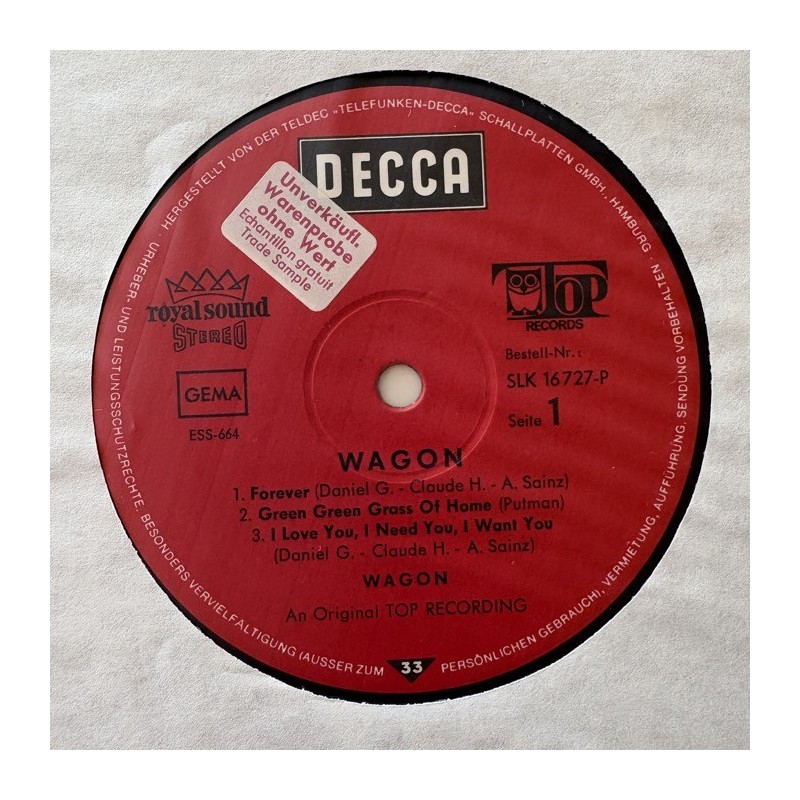 HERGESTELLT VON DER TELDEC »TELEFUNKEN-DECCA« SCHALLPLATTEN GMBH., HAMBURG ·
URHEBER- UND LEISTUNGSSCHUTZRECHTE, BESONDERS VERVIELFALTIGUNG (AUSSER ZUM PERSÖNLICHEN GEBRAUCH), VERMIETUNG, AUFFÜHRUNG, SENDUNG VORBEHALTEN ·
DECCA
Unverkäufl.
Warenprobe
ohne Wert
Echantillon gratuit
Trade Sample
royal sound
STEREO
TOP
RECORDS
GEMA
ESS-664
Bestell-Nr.:
SLK 16727-P
Seite 1
WAGON
1. Forever (Daniel G. - Claude H. - A. Sainz)
2. Green Green Grass Of Home (Putman)
3. I Love You, I Need You, I Want You
(Daniel G. - Claude H. - A. Sainz)
WAGON
An Original TOP RECORDING
33